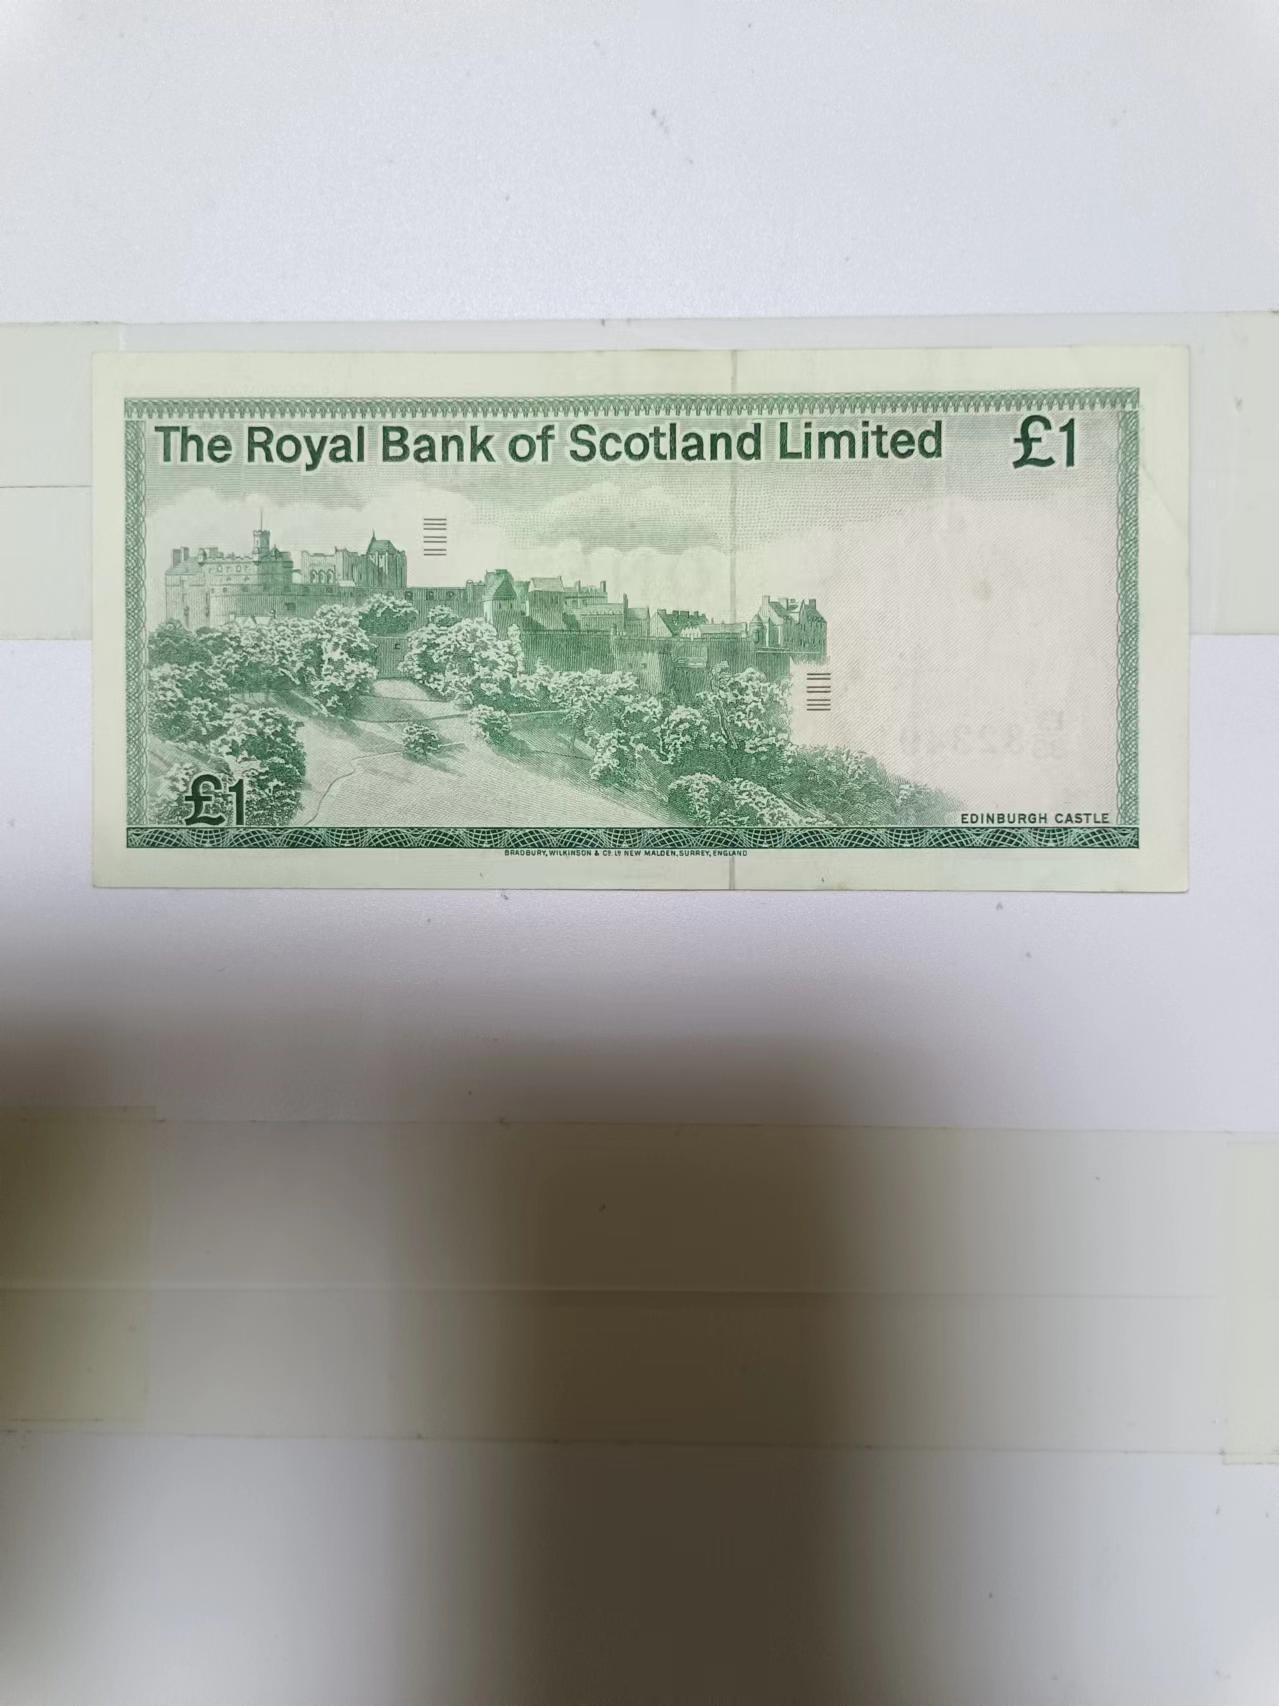 The Royal Bank of Scotland Limited £1
£1
EDINBURGH CASTLE
BRADBURY, WILKINSON & Cº. Lᴰ NEW MALDEN, SURREY, ENGLAND